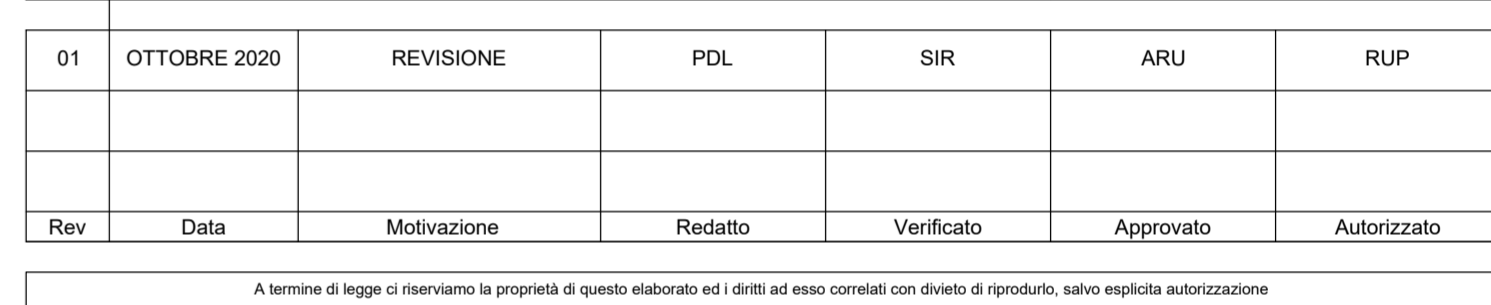 01 OTTOBRE 2020 REVISIONE PDL SIR ARU RUP
Rev Data Motivazione Redatto Verificato Approvato Autorizzato
A termine di legge ci riserviamo la proprietà di questo elaborato ed i diritti ad esso correlati con divieto di riprodurlo, salvo esplicita autorizzazione